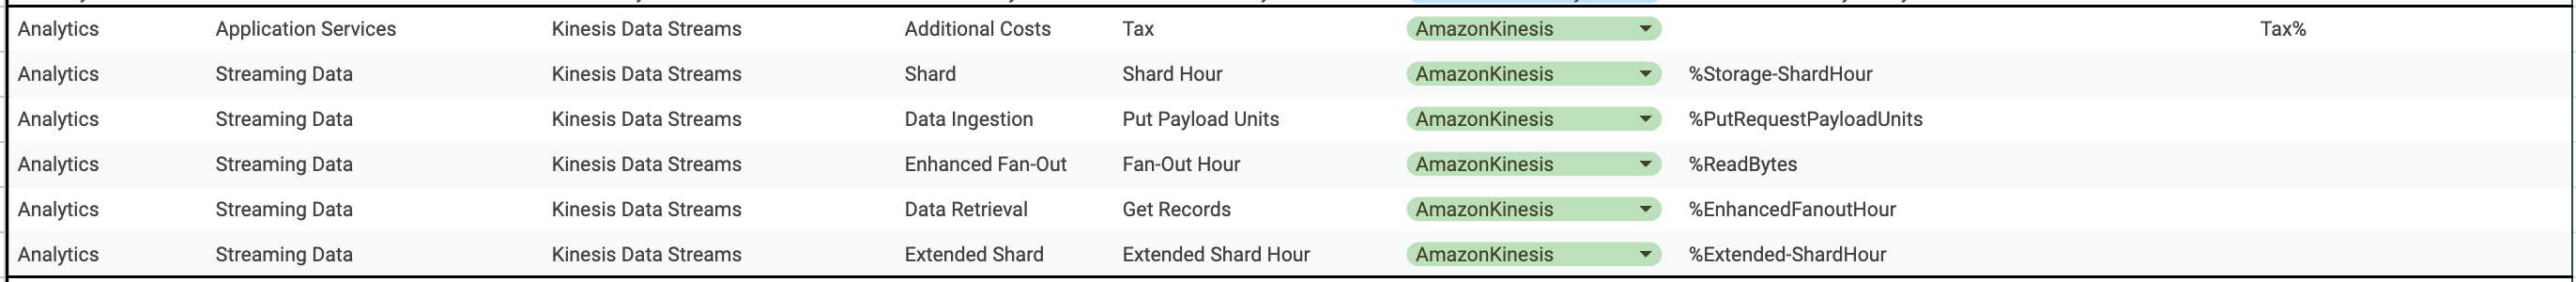 Analytics Application Services Kinesis Data Streams Additional Costs Tax AmazonKinesis Tax%
Analytics Streaming Data Kinesis Data Streams Shard Shard Hour AmazonKinesis %Storage-ShardHour
Analytics Streaming Data Kinesis Data Streams Data Ingestion Put Payload Units AmazonKinesis %PutRequestPayloadUnits
Analytics Streaming Data Kinesis Data Streams Enhanced Fan-Out Fan-Out Hour AmazonKinesis %ReadBytes
Analytics Streaming Data Kinesis Data Streams Data Retrieval Get Records AmazonKinesis %EnhancedFanoutHour
Analytics Streaming Data Kinesis Data Streams Extended Shard Extended Shard Hour AmazonKinesis %Extended-ShardHour